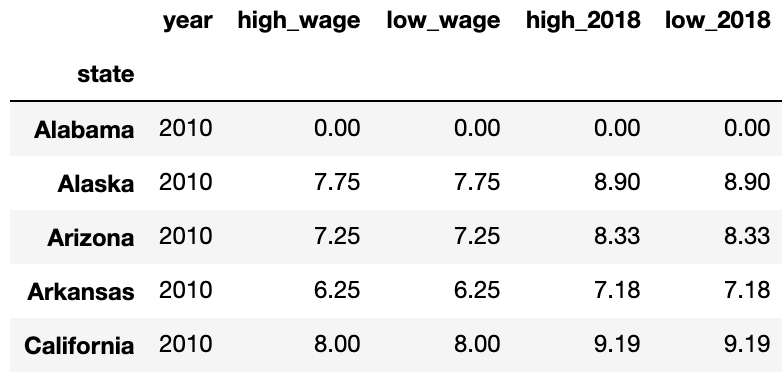 year high_wage low_wage high_2018 low_2018
state
Alabama 2010 0.00 0.00 0.00 0.00
Alaska 2010 7.75 7.75 8.90 8.90
Arizona 2010 7.25 7.25 8.33 8.33
Arkansas 2010 6.25 6.25 7.18 7.18
California 2010 8.00 8.00 9.19 9.19